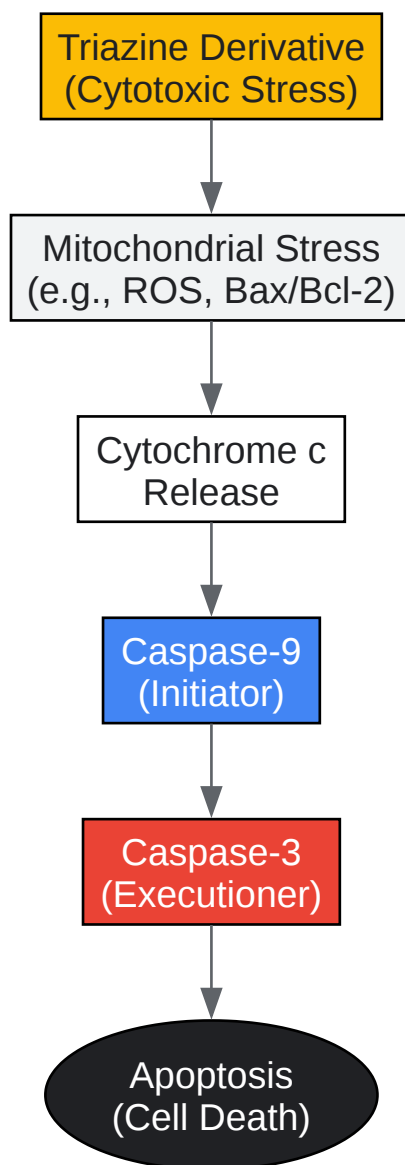 Triazine Derivative
(Cytotoxic Stress)
Mitochondrial Stress
(e.g., ROS, Bax/Bcl-2)
Cytochrome c
Release
Caspase-9
(Initiator)
Caspase-3
(Executioner)
Apoptosis
(Cell Death)